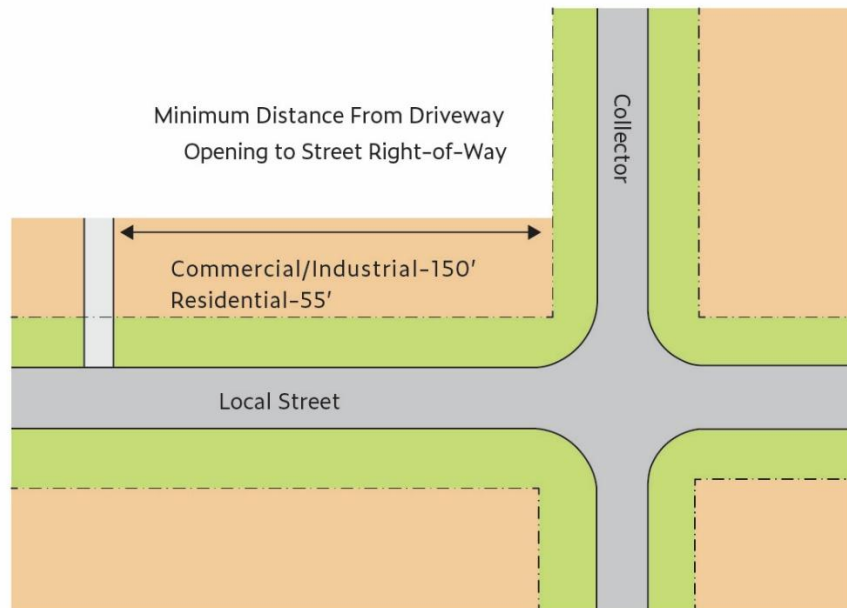 Minimum Distance From Driveway
Opening to Street Right-of-Way
Collector
Commercial/Industrial-150'
Residential-55'
Local Street